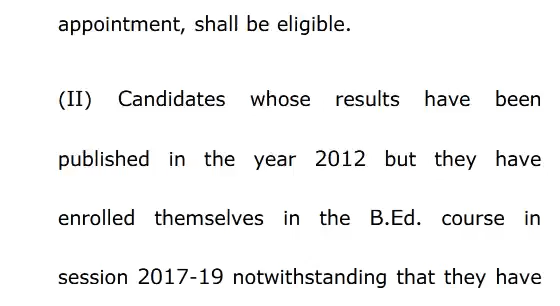 appointment, shall be eligible.
(II) Candidates whose results have been
published in the year 2012 but they have
enrolled themselves in the B.Ed. course in
session 2017-19 notwithstanding that they have